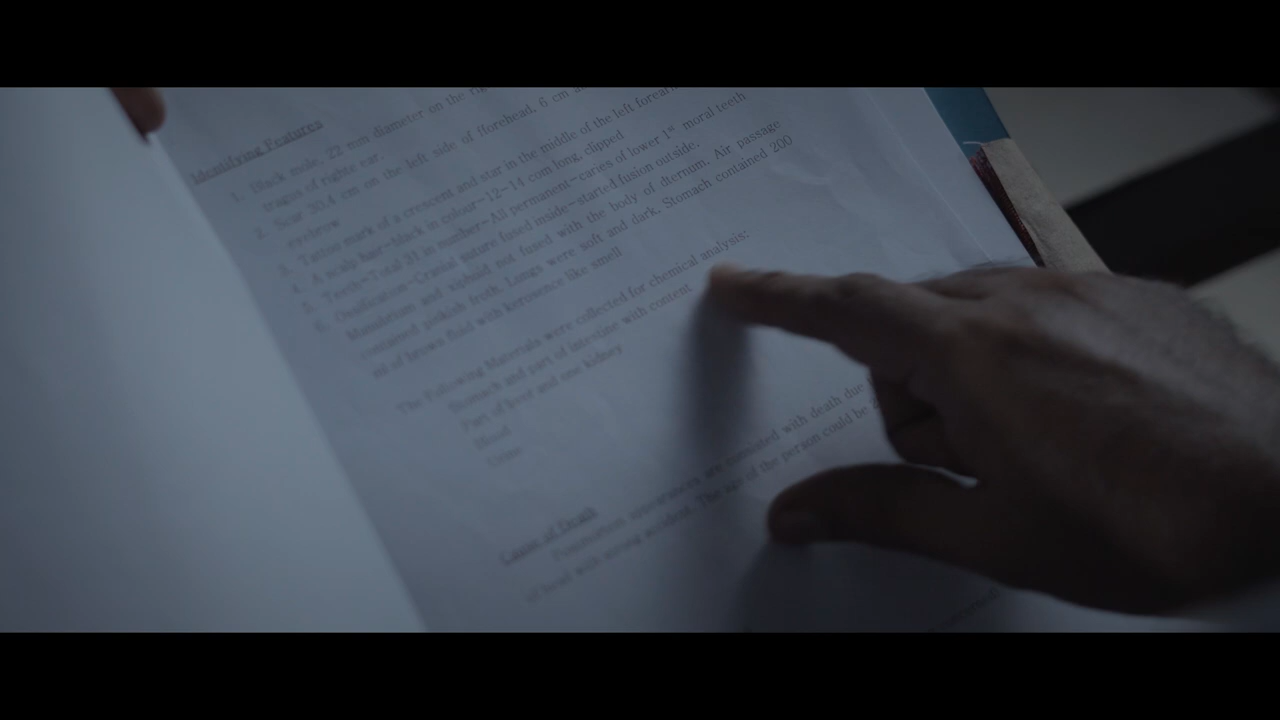 Identifying Features
1. Black mole, 22 mm diameter on the
tragus of righte ear.
2. Scar 20.4 cm on the left side of fforehead, 6 cm
eyebrow
3. Tattoo mark of a crescent and star in the middle of the left forearm
4. A scalp hair-black in colour-12-14 com long, clipped
5. Teeth-Total 31 in number-All permanent-caries of lower 1st moral teeth
6. Ossification-Cranial suture fused inside-started fusion outside.
Manubrium and xiphoid not fused with the body of dternum. Air passage
contained pinkish froth. Lungs were soft and dark, Stomach contained 200
ml of brown fluid with kerosence like smell
The Following Materials were collected for chemical analysis:
Stomach and part of intestine with content
Part of liver and one kidney
Blood
Urine
Cause of Death
Postmortem appearances are consisted with death due
of head with strong accident. The age of the person could be